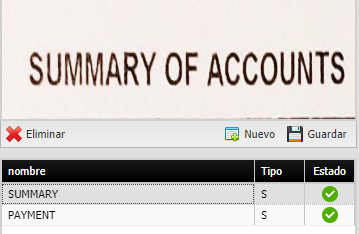 SUMMARY OF ACCOUNTS
Eliminar Nuevo Guardar
nombre Tipo Estado
SUMMARY S
PAYMENT S